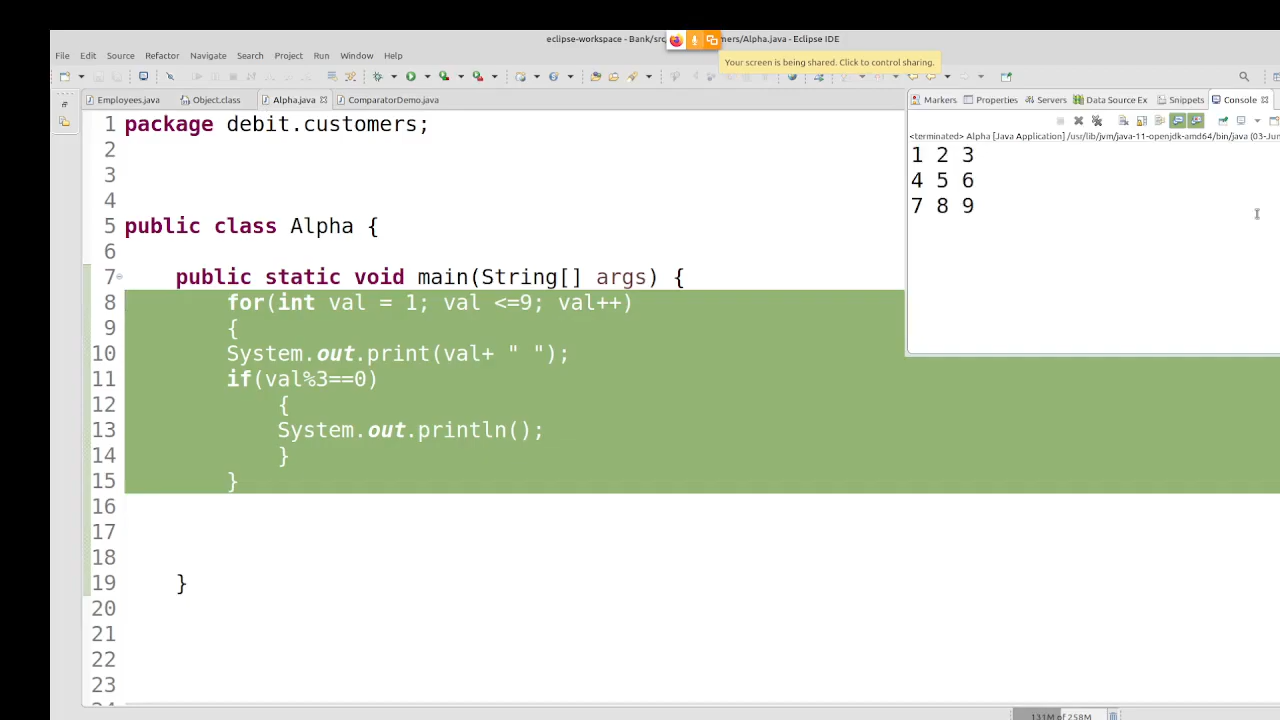 eclipse-workspace - Bank/src
mers/Alpha.java - Eclipse IDE
File Edit Source Refactor Navigate Search Project Run Window Help
Your screen is being shared. Click to control sharing.
Employees.java Object.class Alpha.java ComparatorDemo.java
Markers Properties Servers Data Source Ex Snippets Console
<terminated> Alpha [Java Application] /usr/lib/jvm/java-11-openjdk-amd64/bin/java (03-Jun
1 2 3
4 5 6
7 8 9
1 package debit.customers;
2
3
4
5 public class Alpha {
6
7 public static void main(String[] args) {
8 for(int val = 1; val <=9; val++)
9 {
10 System.out.print(val+ " ");
11 if(val%3==0)
12 {
13 System.out.println();
14 }
15 }
16
17
18
19 }
20
21
22
23
131M of 258M